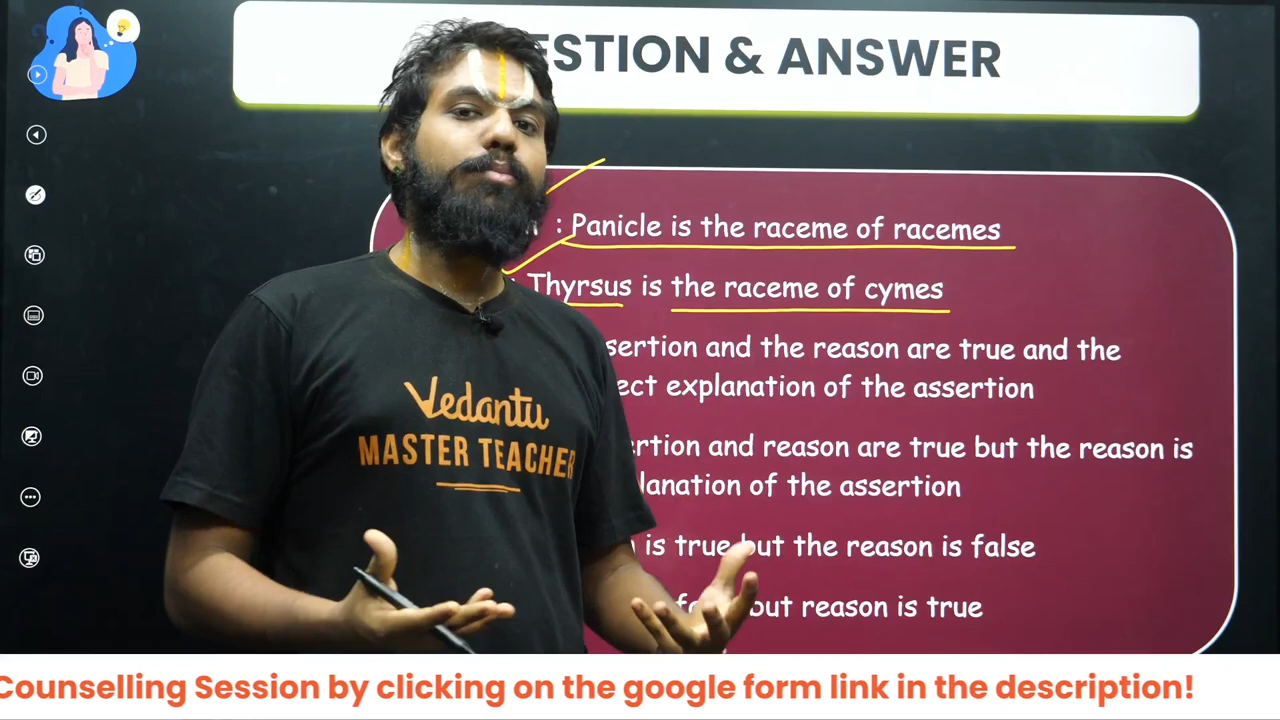 ESTION & ANSWER
: Panicle is the raceme of racemes
: Thyrsus is the raceme of cymes
sertion and the reason are true and the
ect explanation of the assertion
ertion and reason are true but the reason is
lanation of the assertion
is true but the reason is false
but reason is true
Vedantu
MASTER TEACHER
Counselling Session by clicking on the google form link in the description!